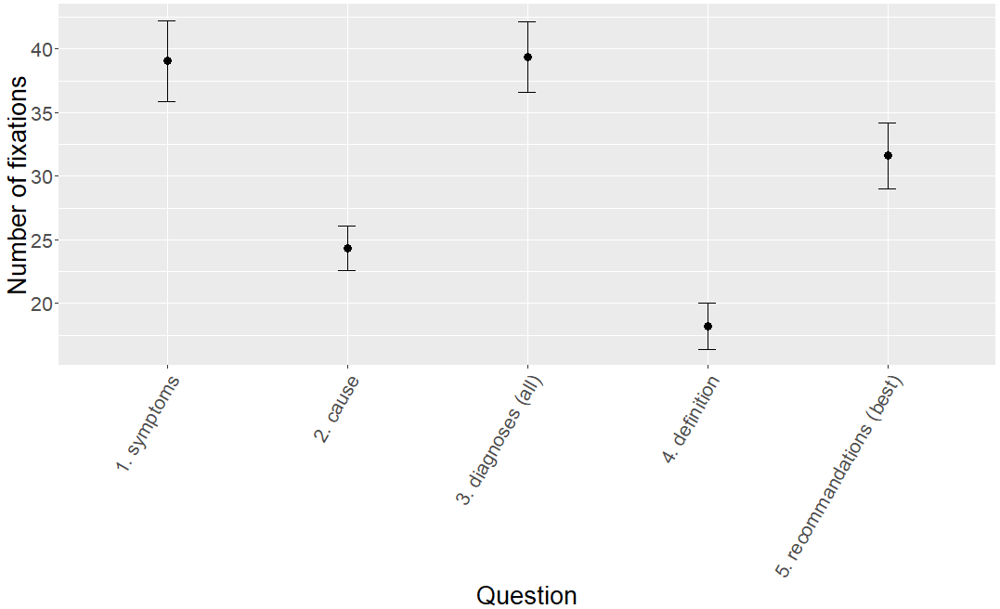 Number of fixations
40
35
30
25
20
1. symptoms
2. cause
3. diagnoses (all)
4. definition
5. recommandations (best)
Question